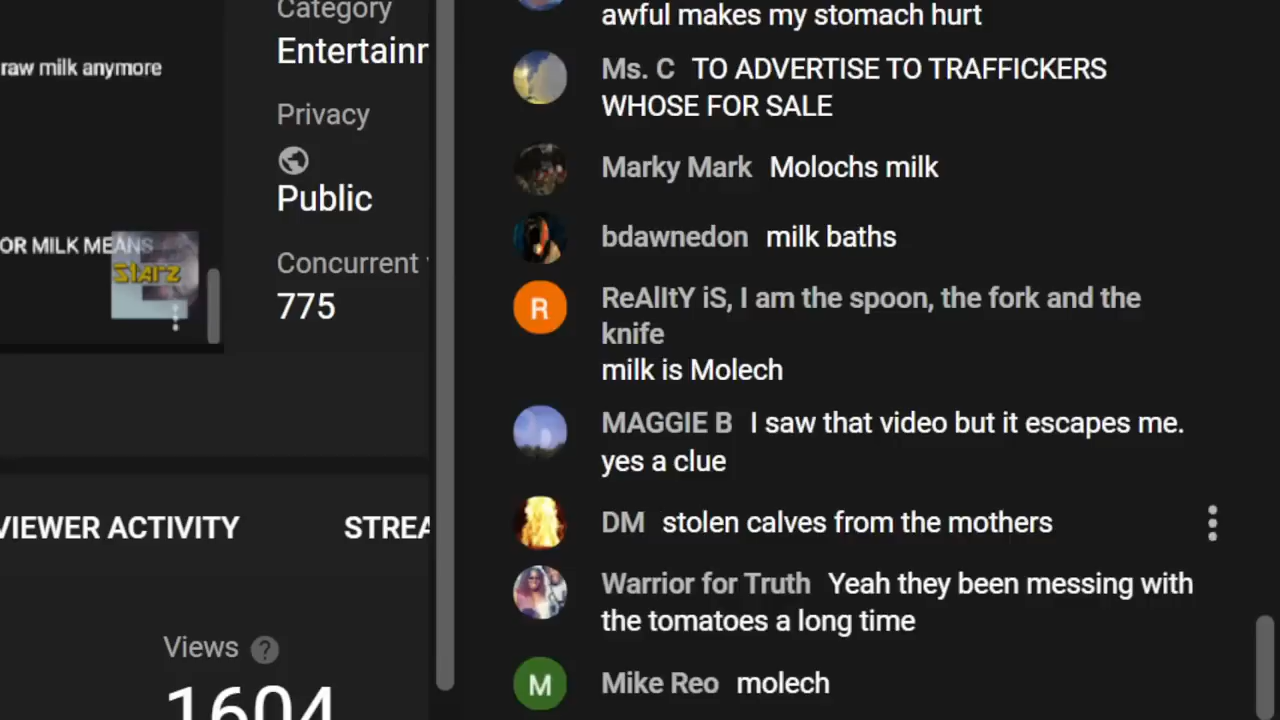 raw milk anymore
OR MILK MEANS
Starz
Category
Privacy
Public
Concurrent
775
VIEWER ACTIVITY
Views ?
1604
awful makes my stomach hurt
Ms. C TO ADVERTISE TO TRAFFICKERS
WHOSE FOR SALE
Marky Mark Molochs milk
bdawnedon milk baths
R
ReAlItY iS, I am the spoon, the fork and the
knife
milk is Molech
MAGGIE B I saw that video but it escapes me.
yes a clue
DM stolen calves from the mothers
Warrior for Truth Yeah they been messing with
the tomatoes a long time
M
Mike Reo molech